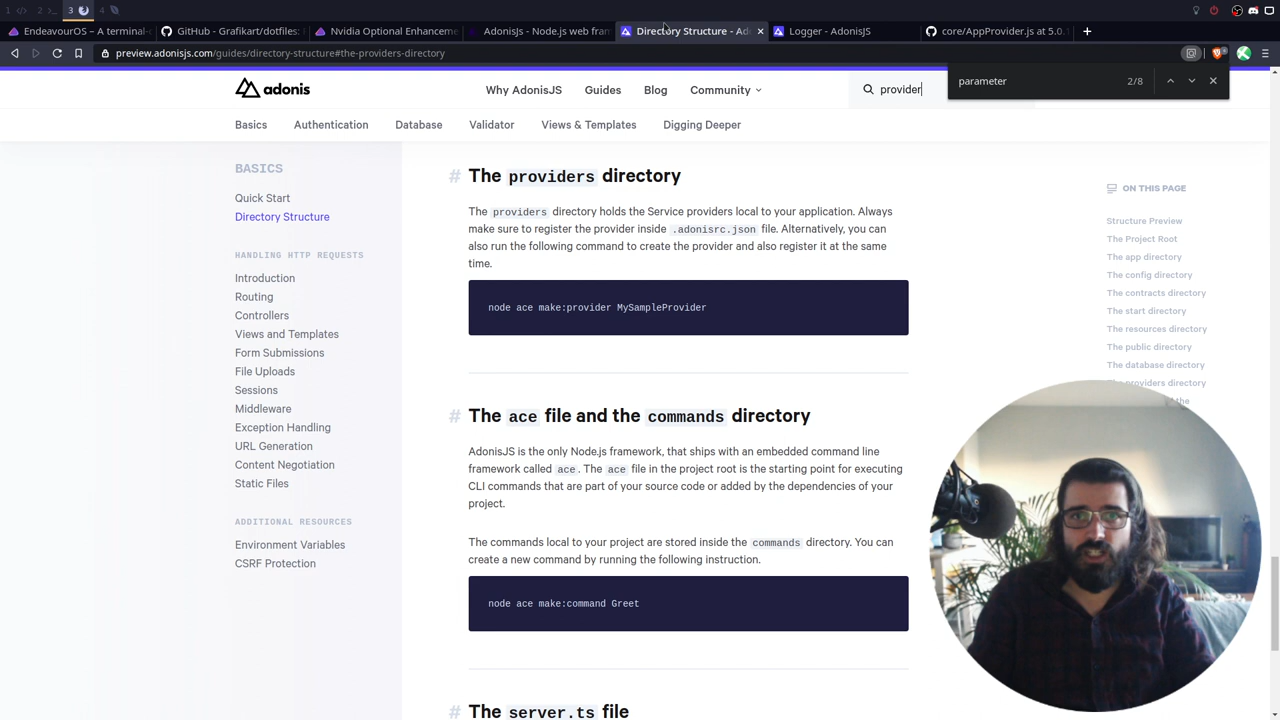 1
2
3
4
EndeavourOS – A terminal-c
GitHub - Grafikart/dotfiles:
Nvidia Optional Enhanceme
AdonisJs - Node.js web fram
Directory Structure - Ado
Logger - AdonisJS
core/AppProvider.js at 5.0.
preview.adonisjs.com/guides/directory-structure#the-providers-directory
parameter
2/8
adonis
Why AdonisJS
Guides
Blog
Community
provider
Basics
Authentication
Database
Validator
Views & Templates
Digging Deeper
BASICS
Quick Start
Directory Structure
HANDLING HTTP REQUESTS
Introduction
Routing
Controllers
Views and Templates
Form Submissions
File Uploads
Sessions
Middleware
Exception Handling
URL Generation
Content Negotiation
Static Files
ADDITIONAL RESOURCES
Environment Variables
CSRF Protection
# The providers directory
The providers directory holds the Service providers local to your application. Always
make sure to register the provider inside .adonisrc.json file. Alternatively, you can
also run the following command to create the provider and also register it at the same
time.
node ace make:provider MySampleProvider
# The ace file and the commands directory
AdonisJS is the only Node.js framework, that ships with an embedded command line
framework called ace. The ace file in the project root is the starting point for executing
CLI commands that are part of your source code or added by the dependencies of your
project.
The commands local to your project are stored inside the commands directory. You can
create a new command by running the following instruction.
node ace make:command Greet
The server.ts file
ON THIS PAGE
Structure Preview
The Project Root
The app directory
The config directory
The contracts directory
The start directory
The resources directory
The public directory
The database directory
providers directory
the